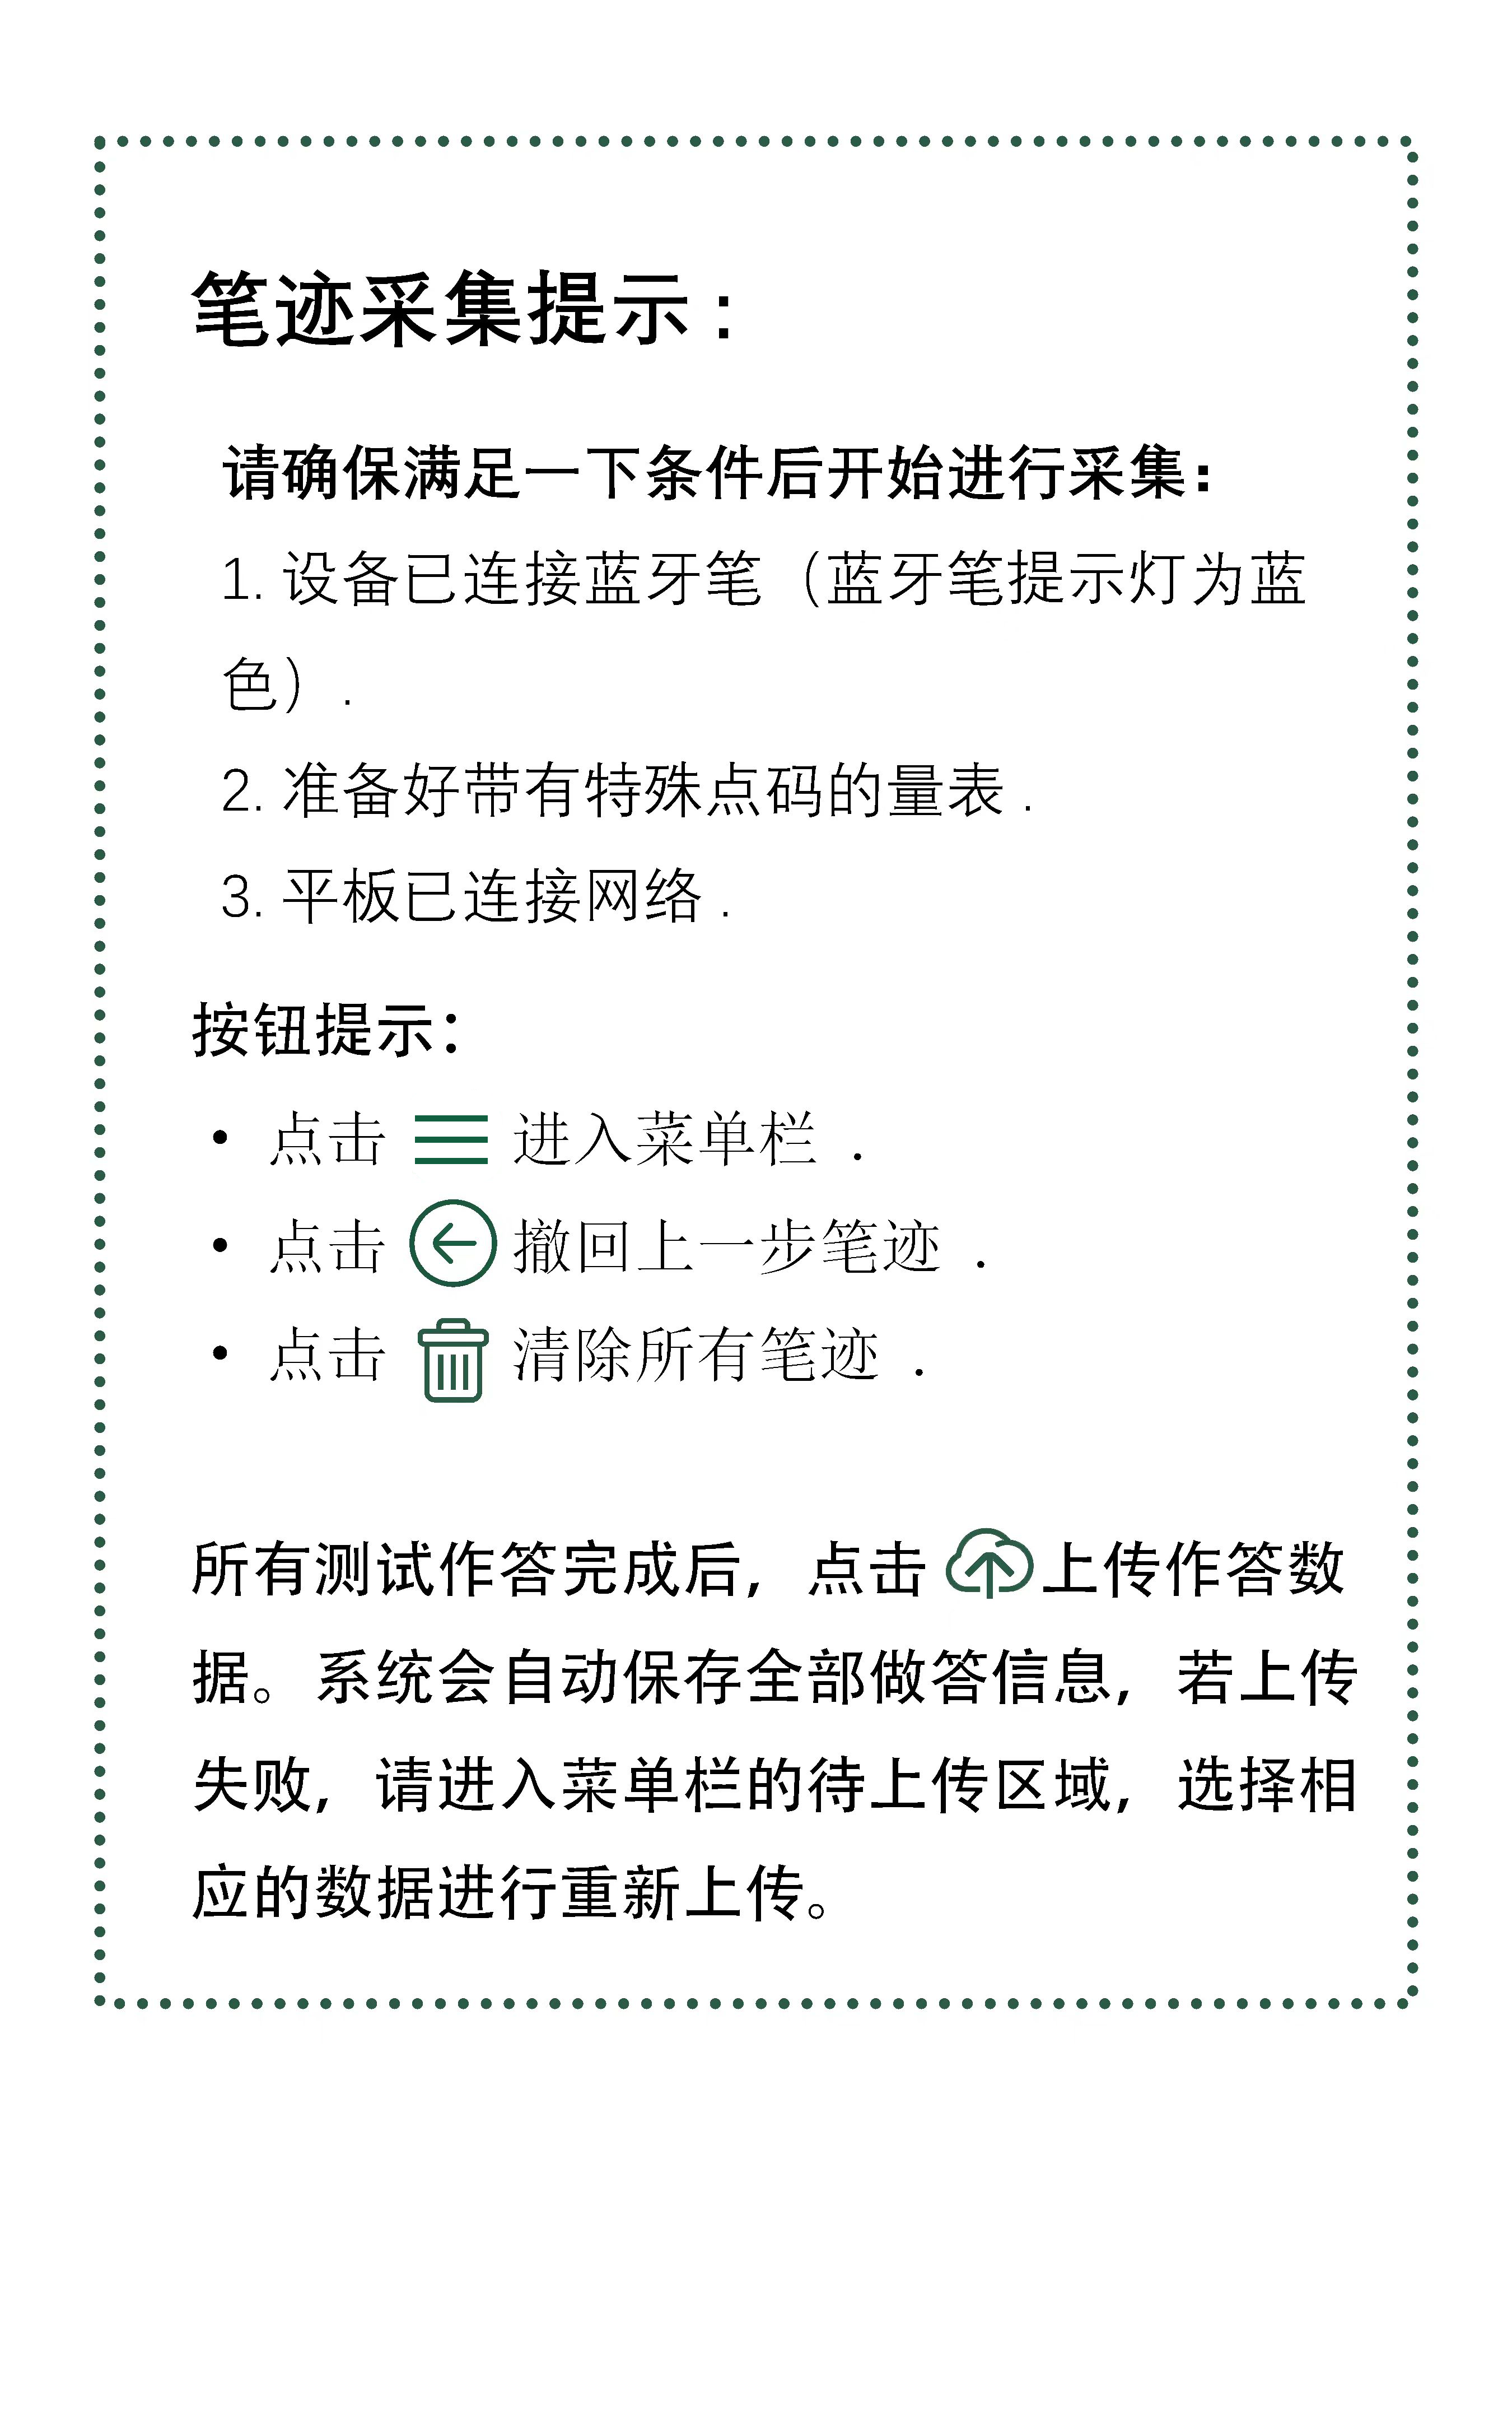 笔迹采集提示：
请确保满足一下条件后开始进行采集：
1. 设备已连接蓝牙笔（蓝牙笔提示灯为蓝
色）.
2. 准备好带有特殊点码的量表 .
3. 平板已连接网络 .
按钮提示：
• 点击 进入菜单栏 .
• 点击 撤回上一步笔迹 .
• 点击 清除所有笔迹 .
所有测试作答完成后，点击 上传作答数
据。系统会自动保存全部做答信息，若上传
失败，请进入菜单栏的待上传区域，选择相
应的数据进行重新上传。